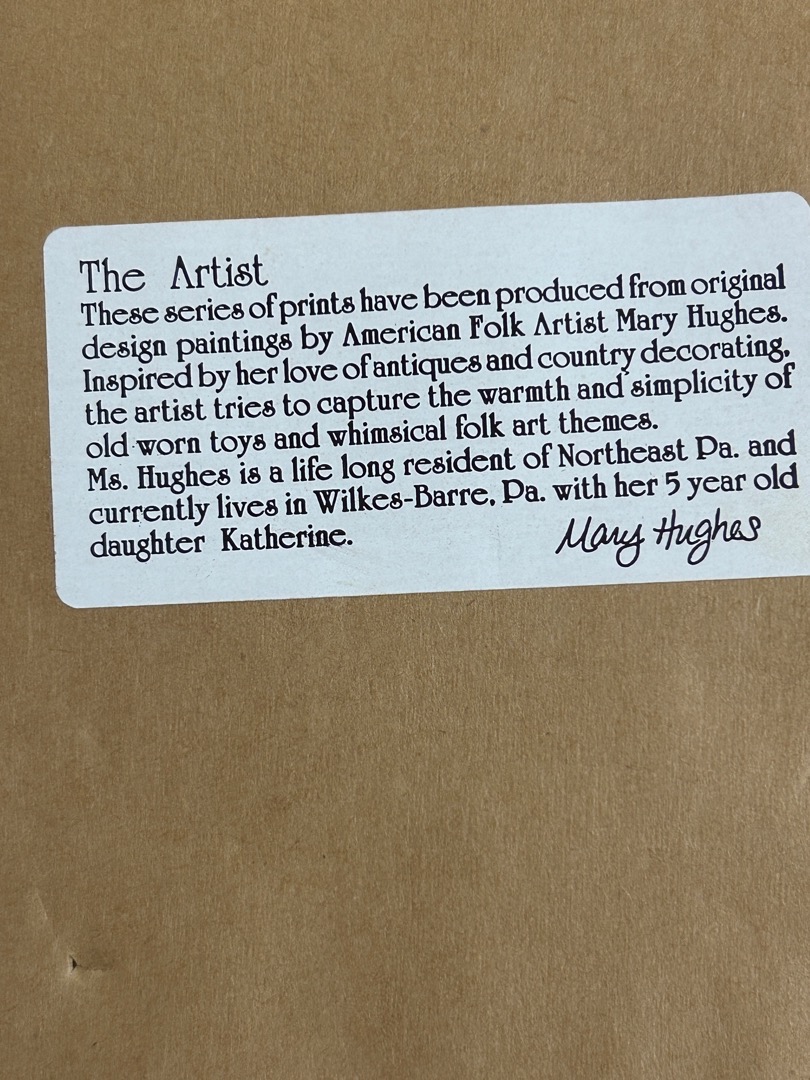 The Artist
These series of prints have been produced from original
design paintings by American Folk Artist Mary Hughes.
Inspired by her love of antiques and country decorating,
the artist tries to capture the warmth and simplicity of
old worn toys and whimsical folk art themes.
Ms. Hughes is a life long resident of Northeast Pa. and
currently lives in Wilkes-Barre, Pa. with her 5 year old
daughter Katherine.
Mary Hughes